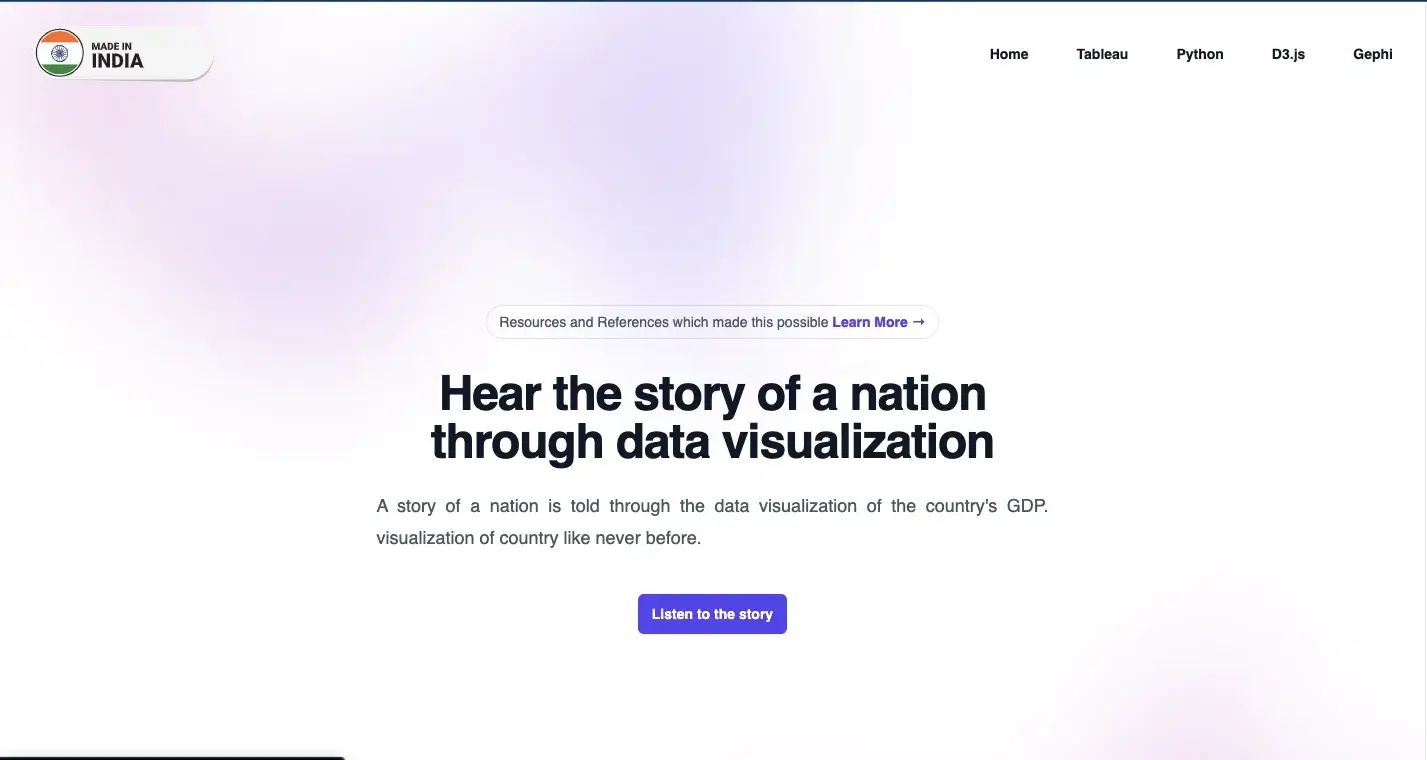 MADE IN
INDIA
Home
Tableau
Python
D3.js
Gephi
Resources and References which made this possible Learn More →
Hear the story of a nation
through data visualization
A story of a nation is told through the data visualization of the country's GDP.
visualization of country like never before.
Listen to the story